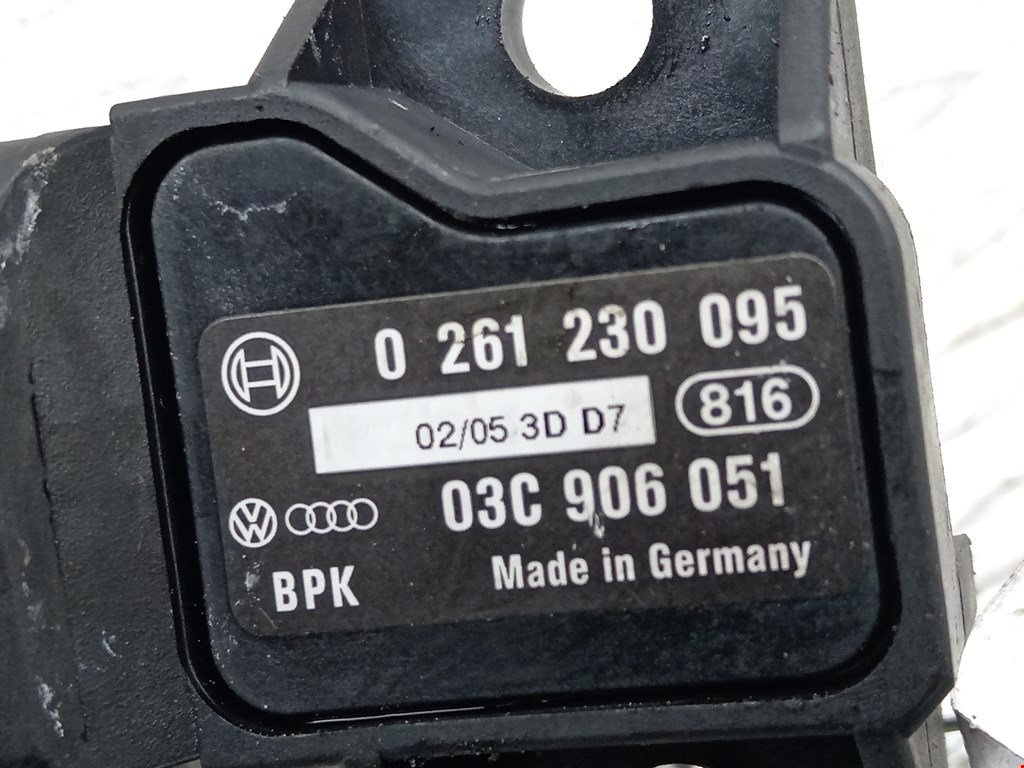 0 261 230 095
02/05 3D D7
816
03C 906 051
BPK
Made in Germany